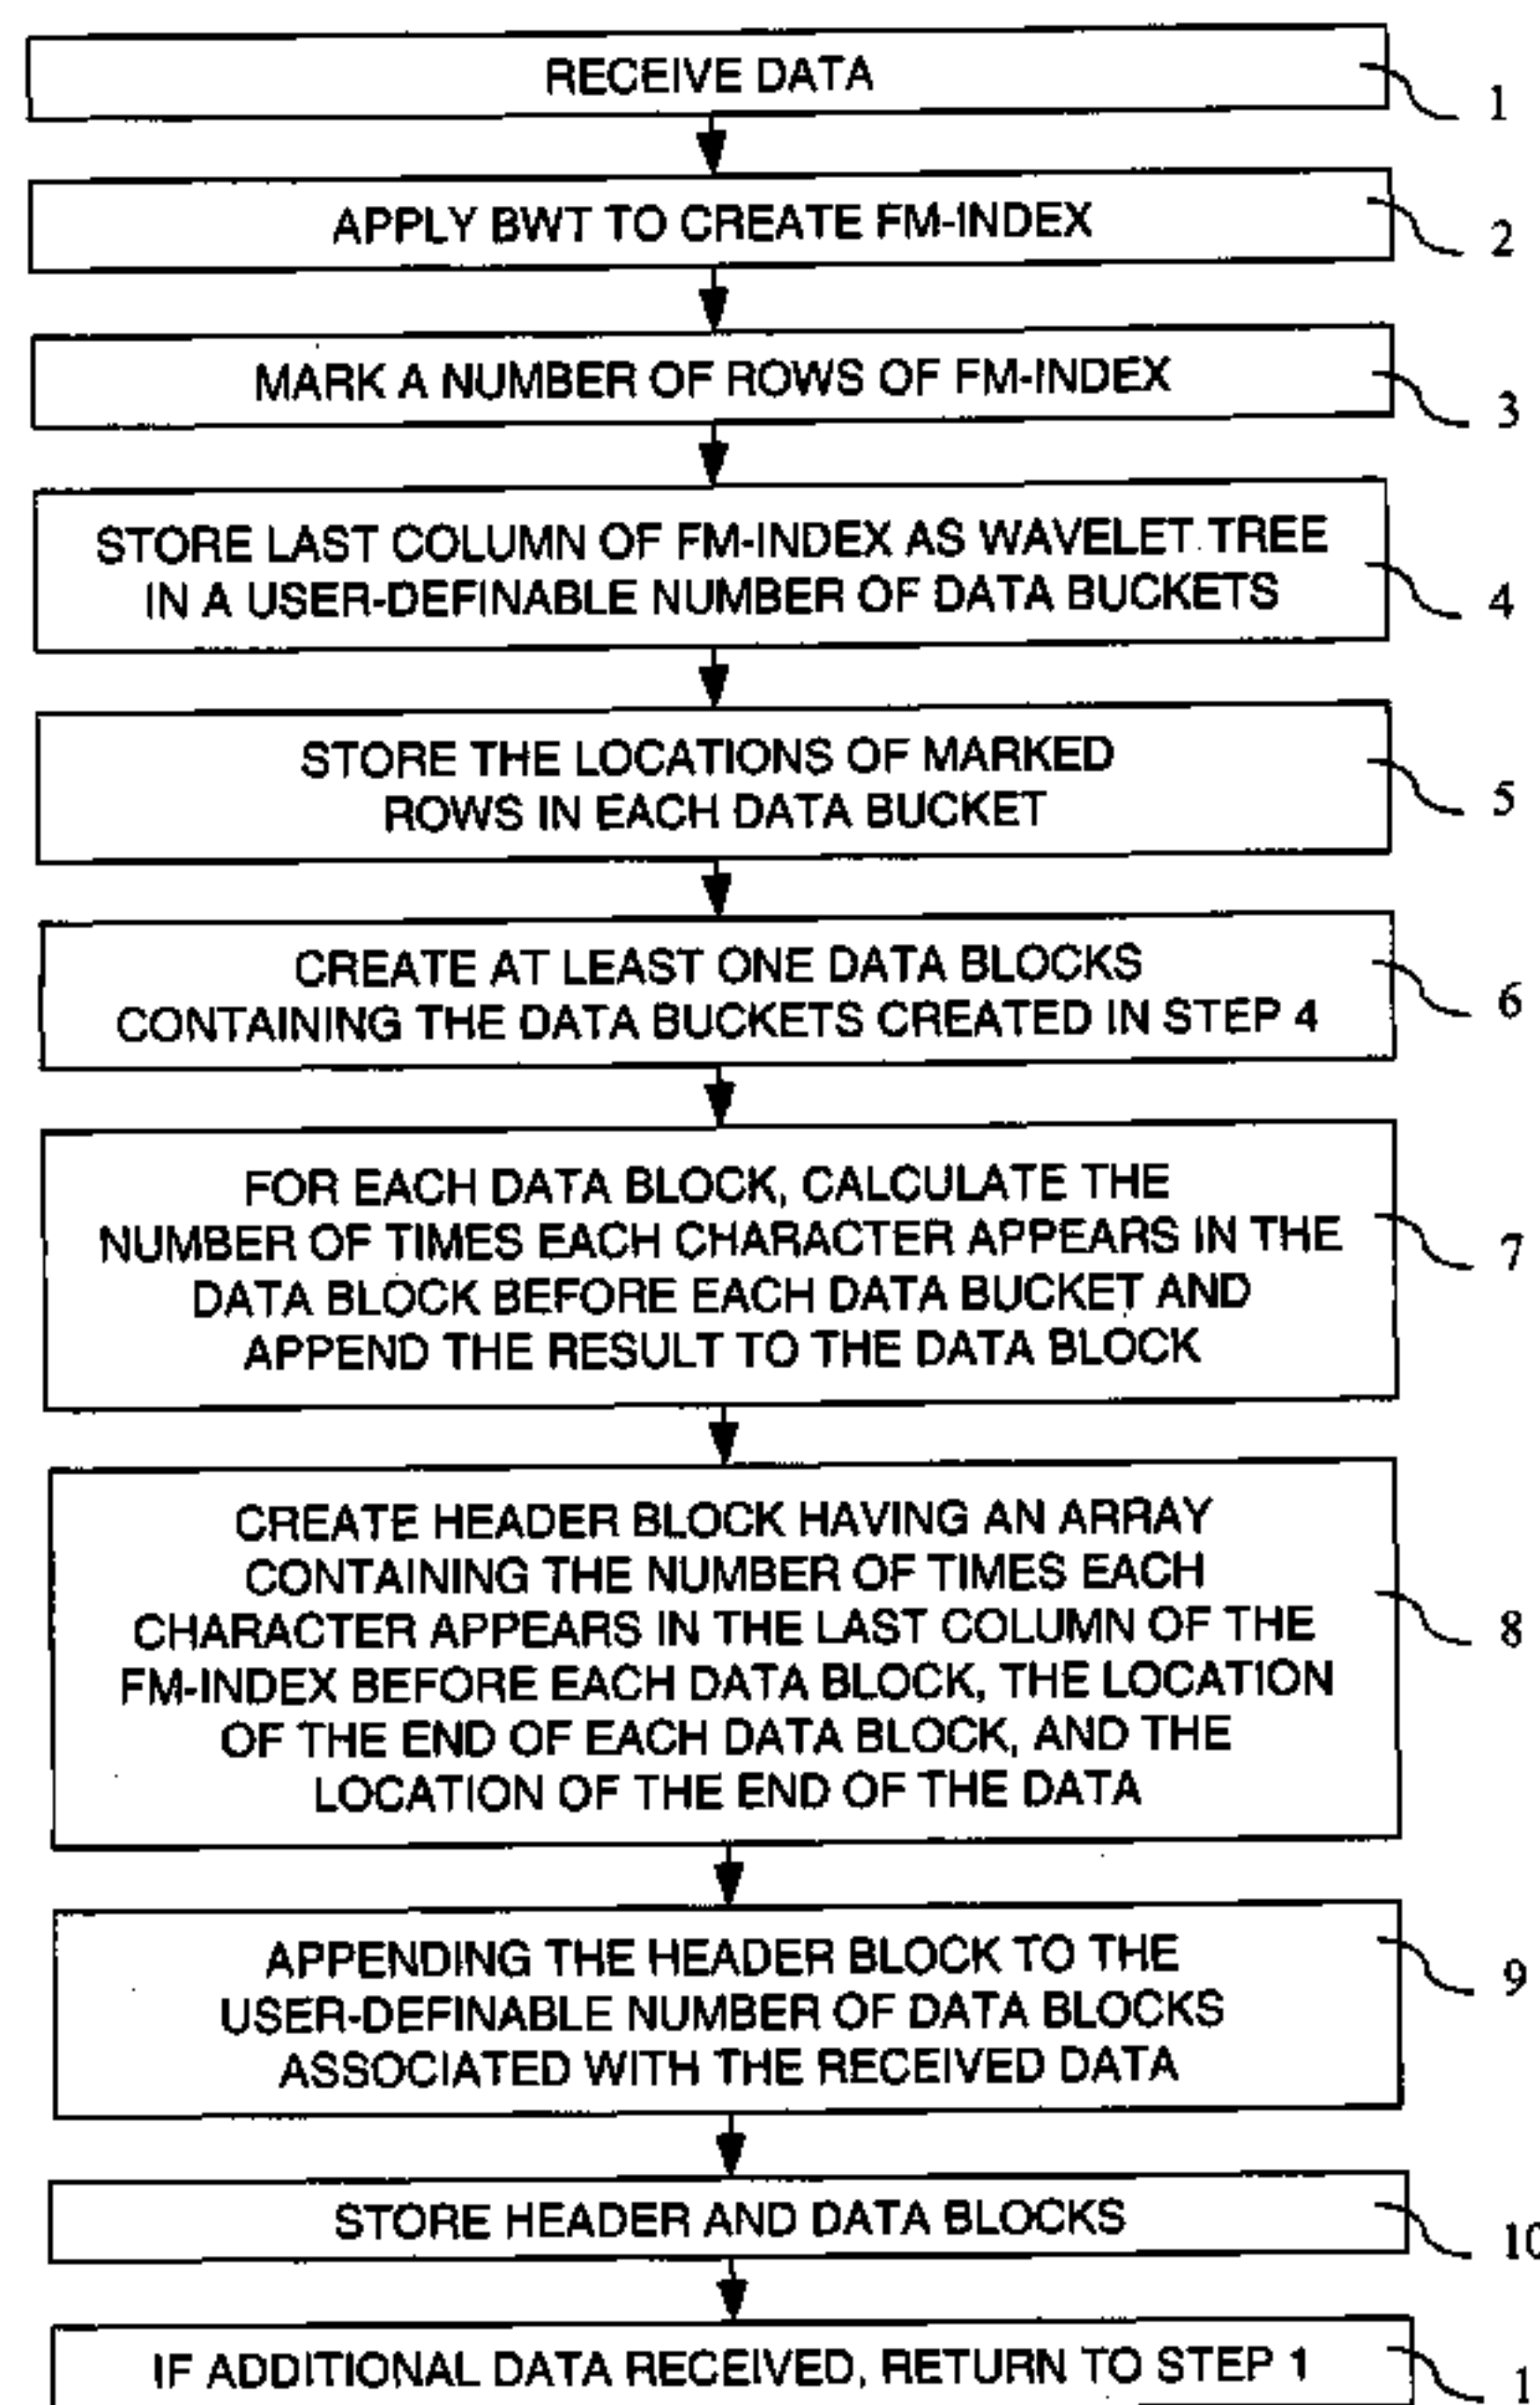 RECEIVE DATA
1
APPLY BWT TO CREATE FM-INDEX
2
MARK A NUMBER OF ROWS OF FM-INDEX
3
STORE LAST COLUMN OF FM-INDEX AS WAVELET TREE
IN A USER-DEFINABLE NUMBER OF DATA BUCKETS
4
STORE THE LOCATIONS OF MARKED
ROWS IN EACH DATA BUCKET
5
CREATE AT LEAST ONE DATA BLOCKS
CONTAINING THE DATA BUCKETS CREATED IN STEP 4
6
FOR EACH DATA BLOCK, CALCULATE THE
NUMBER OF TIMES EACH CHARACTER APPEARS IN THE
DATA BLOCK BEFORE EACH DATA BUCKET AND
APPEND THE RESULT TO THE DATA BLOCK
7
CREATE HEADER BLOCK HAVING AN ARRAY
CONTAINING THE NUMBER OF TIMES EACH
CHARACTER APPEARS IN THE LAST COLUMN OF THE
FM-INDEX BEFORE EACH DATA BLOCK, THE LOCATION
OF THE END OF EACH DATA BLOCK, AND THE
LOCATION OF THE END OF THE DATA
8
APPENDING THE HEADER BLOCK TO THE
USER-DEFINABLE NUMBER OF DATA BLOCKS
ASSOCIATED WITH THE RECEIVED DATA
9
STORE HEADER AND DATA BLOCKS
10
IF ADDITIONAL DATA RECEIVED, RETURN TO STEP 1